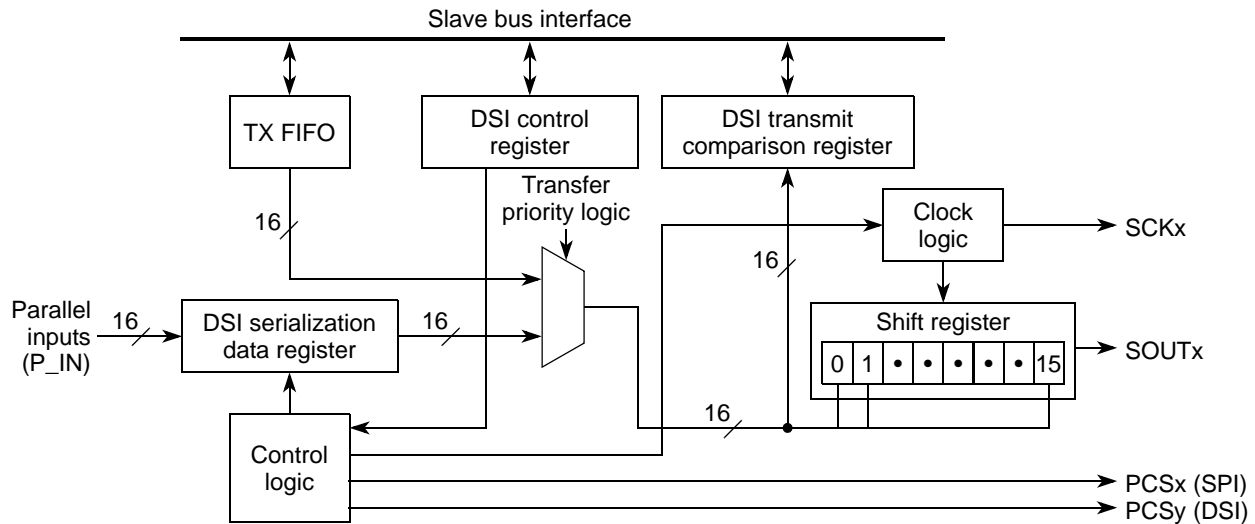 Slave bus interface
TX FIFO
DSI control
register
DSI transmit
comparison register
Transfer
priority logic
16
Clock
logic
SCKx
16
Parallel
inputs
(P_IN)
16
DSI serialization
data register
16
Shift register
0 1 • • • • • 15
SOUTx
16
Control
logic
PCSx (SPI)
PCSy (DSI)